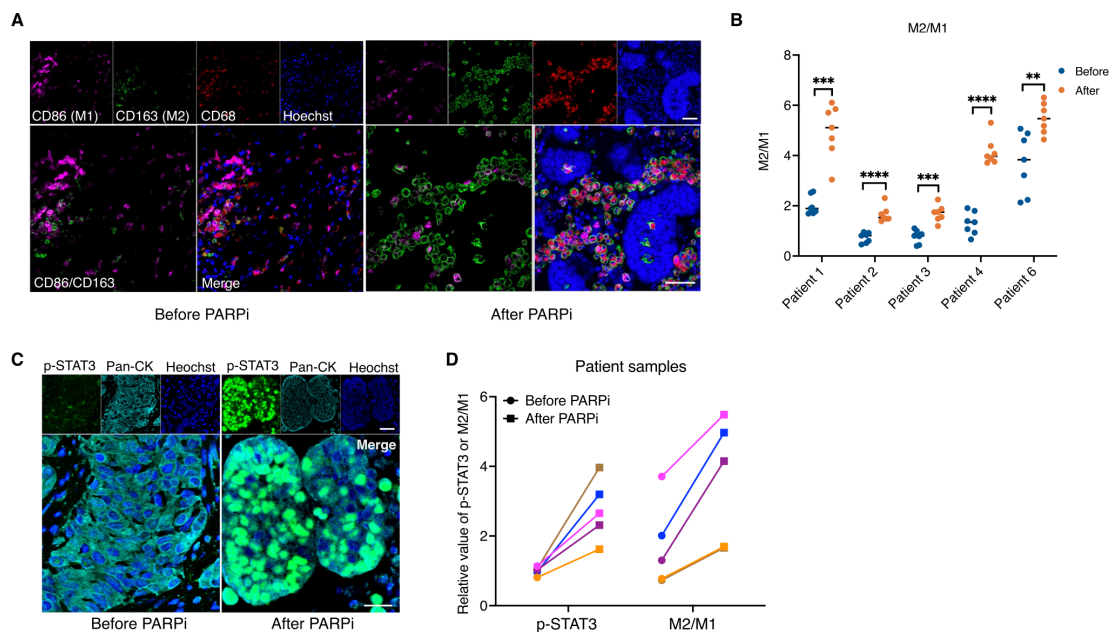 A
CD86 (M1)
CD163 (M2)
CD68
Hoechst
CD86/CD163
Merge
Before PARPi
After PARPi
B
M2/M1
8
6
4
2
0
M2/M1
***
****
***
****
**
Before
After
Patient 1
Patient 2
Patient 3
Patient 4
Patient 6
C
p-STAT3
Pan-CK
Heochst
p-STAT3
Pan-CK
Heochst
Merge
Before PARPi
After PARPi
D
Patient samples
Before PARPi
After PARPi
6
4
2
0
Relative value of p-STAT3 or M2/M1
p-STAT3
M2/M1